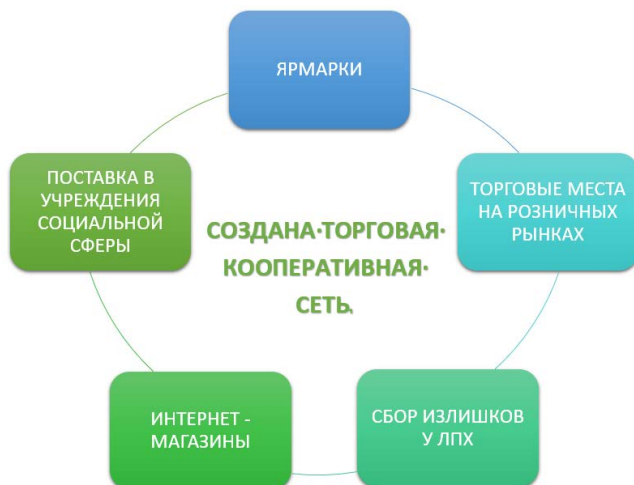 ЯРМАРКИ
ТОРГОВЫЕ МЕСТА
НА РОЗНИЧНЫХ
РЫНКАХ
СБОР ИЗЛИШКОВ
У ЛПХ
ИНТЕРНЕТ -
МАГАЗИНЫ
ПОСТАВКА В
УЧРЕЖДЕНИЯ
СОЦИАЛЬНОЙ
СФЕРЫ
СОЗДАНА·ТОРГОВАЯ·
КООПЕРАТИВНАЯ·
СЕТЬ.